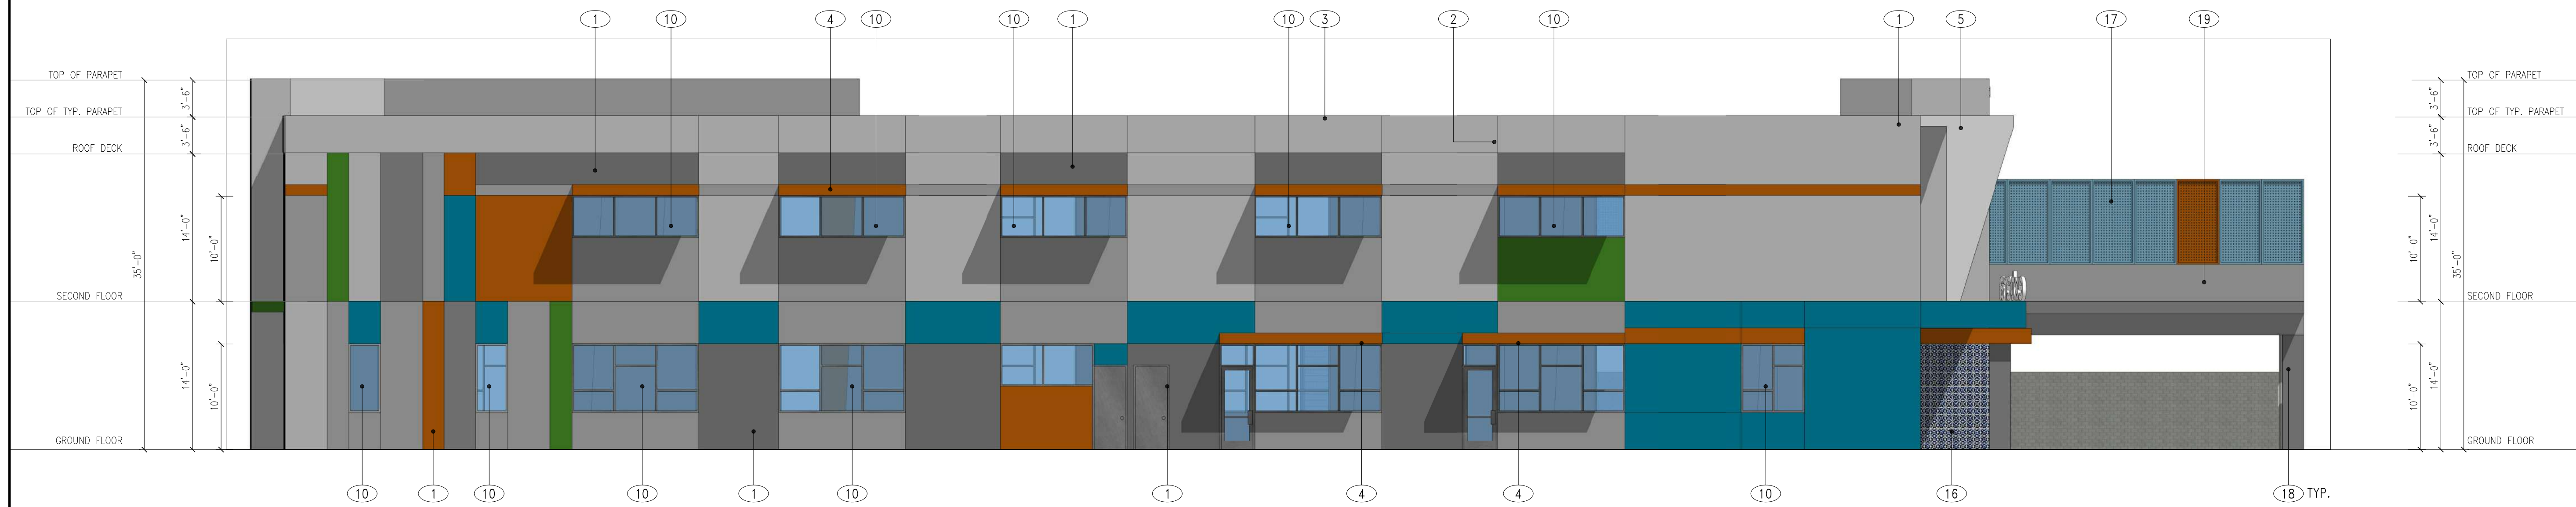 1 10 4 10 10 1 10 3 2 10 1 5 17 19
TOP OF PARAPET
3'-6"
TOP OF TYP. PARAPET
3'-6"
ROOF DECK
14'-0"
10'-0"
35'-0"
SECOND FLOOR
14'-0"
10'-0"
GROUND FLOOR
TOP OF PARAPET
3'-6"
TOP OF TYP. PARAPET
3'-6"
ROOF DECK
14'-0"
10'-0"
35'-0"
SECOND FLOOR
14'-0"
10'-0"
GROUND FLOOR
10 1 10 10 1 10 1 4 4 10 16 18 TYP.